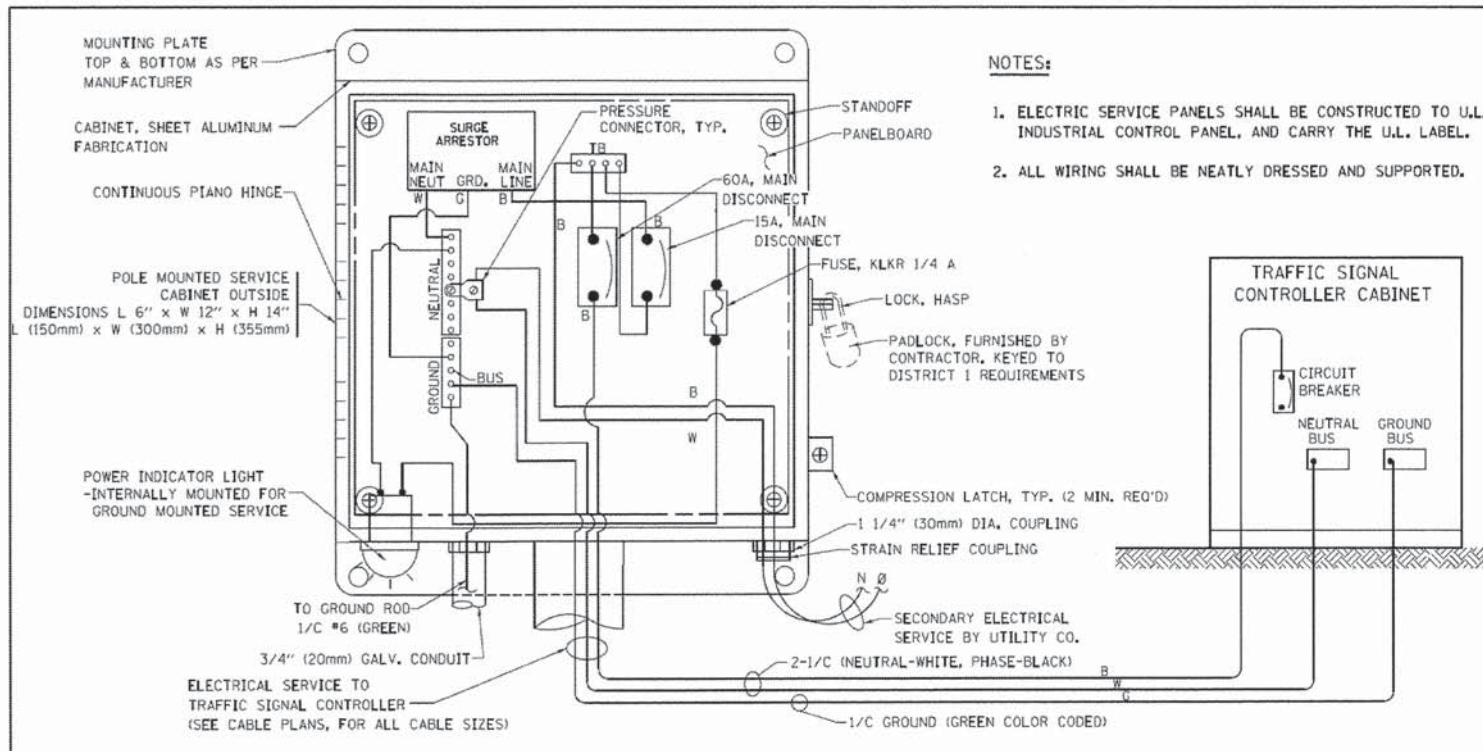 MOUNTING PLATE
TOP & BOTTOM AS PER
MANUFACTURER
CABINET, SHEET ALUMINUM
FABRICATION
CONTINUOUS PIANO HINGE
POLE MOUNTED SERVICE
CABINET OUTSIDE
DIMENSIONS L 6" x W 12" x H 14"
L (150mm) x W (300mm) x H (355mm)
POWER INDICATOR LIGHT
-INTERNALLY MOUNTED FOR
GROUND MOUNTED SERVICE
SURGE
ARRESTOR
MAIN MAIN
NEUT GRD. LINE
W G B
PRESSURE
CONNECTOR, TYP.
TB
STANDOFF
PANELBOARD
60A, MAIN
DISCONNECT
B B
15A, MAIN
DISCONNECT
FUSE, KLKR 1/4 A
NEUTRAL
B
LOCK, HASP
PADLOCK, FURNISHED BY
CONTRACTOR, KEYED TO
DISTRICT 1 REQUIREMENTS
GROUND
BUS
B
W
COMPRESSION LATCH, TYP. (2 MIN. REQ'D)
1 1/4" (30mm) DIA. COUPLING
STRAIN RELIEF COUPLING
N Ø
SECONDARY ELECTRICAL
SERVICE BY UTILITY CO.
TO GROUND ROD
1/C #6 (GREEN)
3/4" (20mm) GALV. CONDUIT
ELECTRICAL SERVICE TO
TRAFFIC SIGNAL CONTROLLER
(SEE CABLE PLANS, FOR ALL CABLE SIZES)
2-1/C (NEUTRAL-WHITE, PHASE-BLACK)
B
W
G
1/C GROUND (GREEN COLOR CODED)
NOTES:
1. ELECTRIC SERVICE PANELS SHALL BE CONSTRUCTED TO U.L.
INDUSTRIAL CONTROL PANEL, AND CARRY THE U.L. LABEL.
2. ALL WIRING SHALL BE NEATLY DRESSED AND SUPPORTED.
TRAFFIC SIGNAL
CONTROLLER CABINET
CIRCUIT
BREAKER
NEUTRAL GROUND
BUS BUS